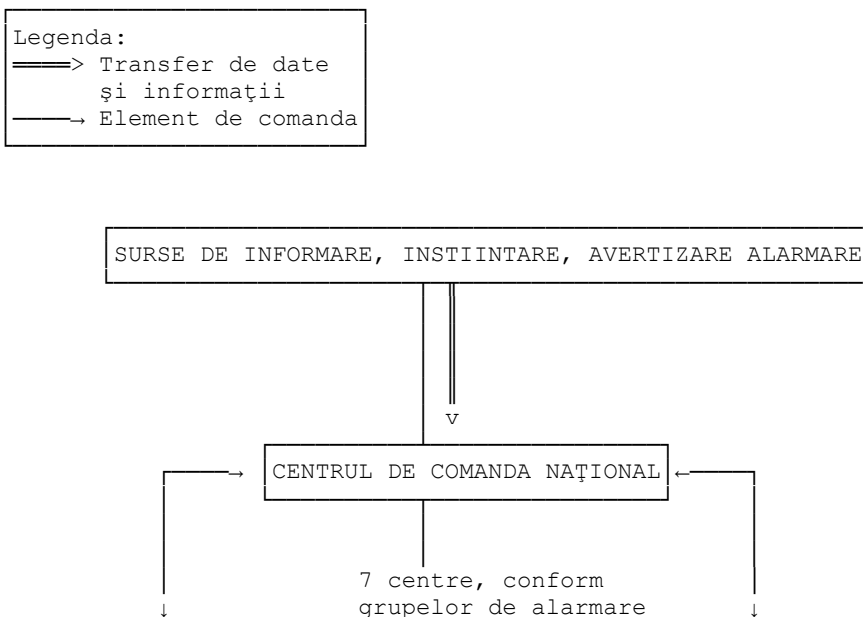 Legenda:
Transfer de date
şi informaţii
Element de comanda
SURSE DE INFORMARE, INSTIINTARE, AVERTIZARE ALARMARE
CENTRUL DE COMANDA NAŢIONAL
7 centre, conform
grupelor de alarmare